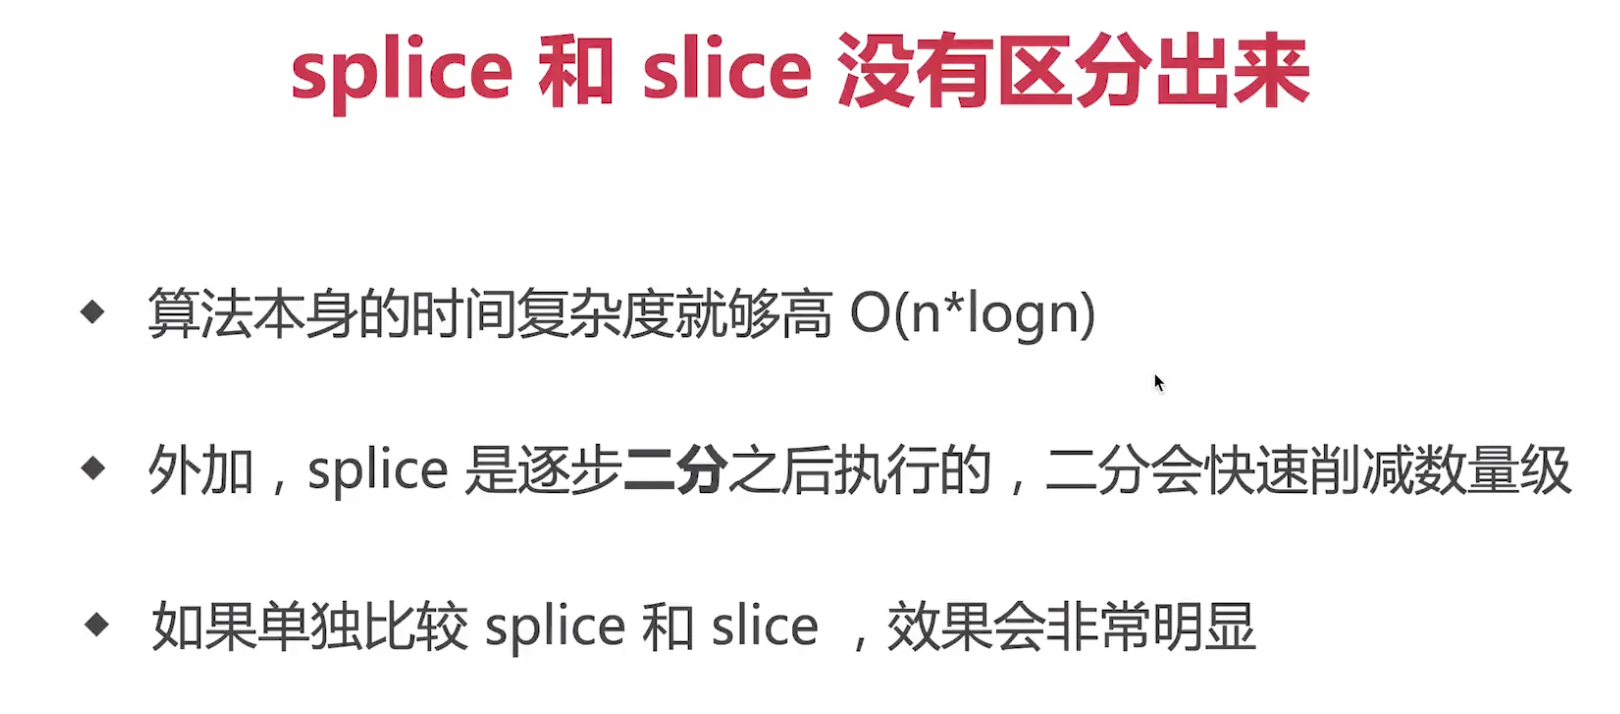 splice 和 slice 没有区分出来
◆ 算法本身的时间复杂度就够高 O(n*logn)
◆ 外加，splice 是逐步二分之后执行的，二分会快速削减数量级
◆ 如果单独比较 splice 和 slice ，效果会非常明显